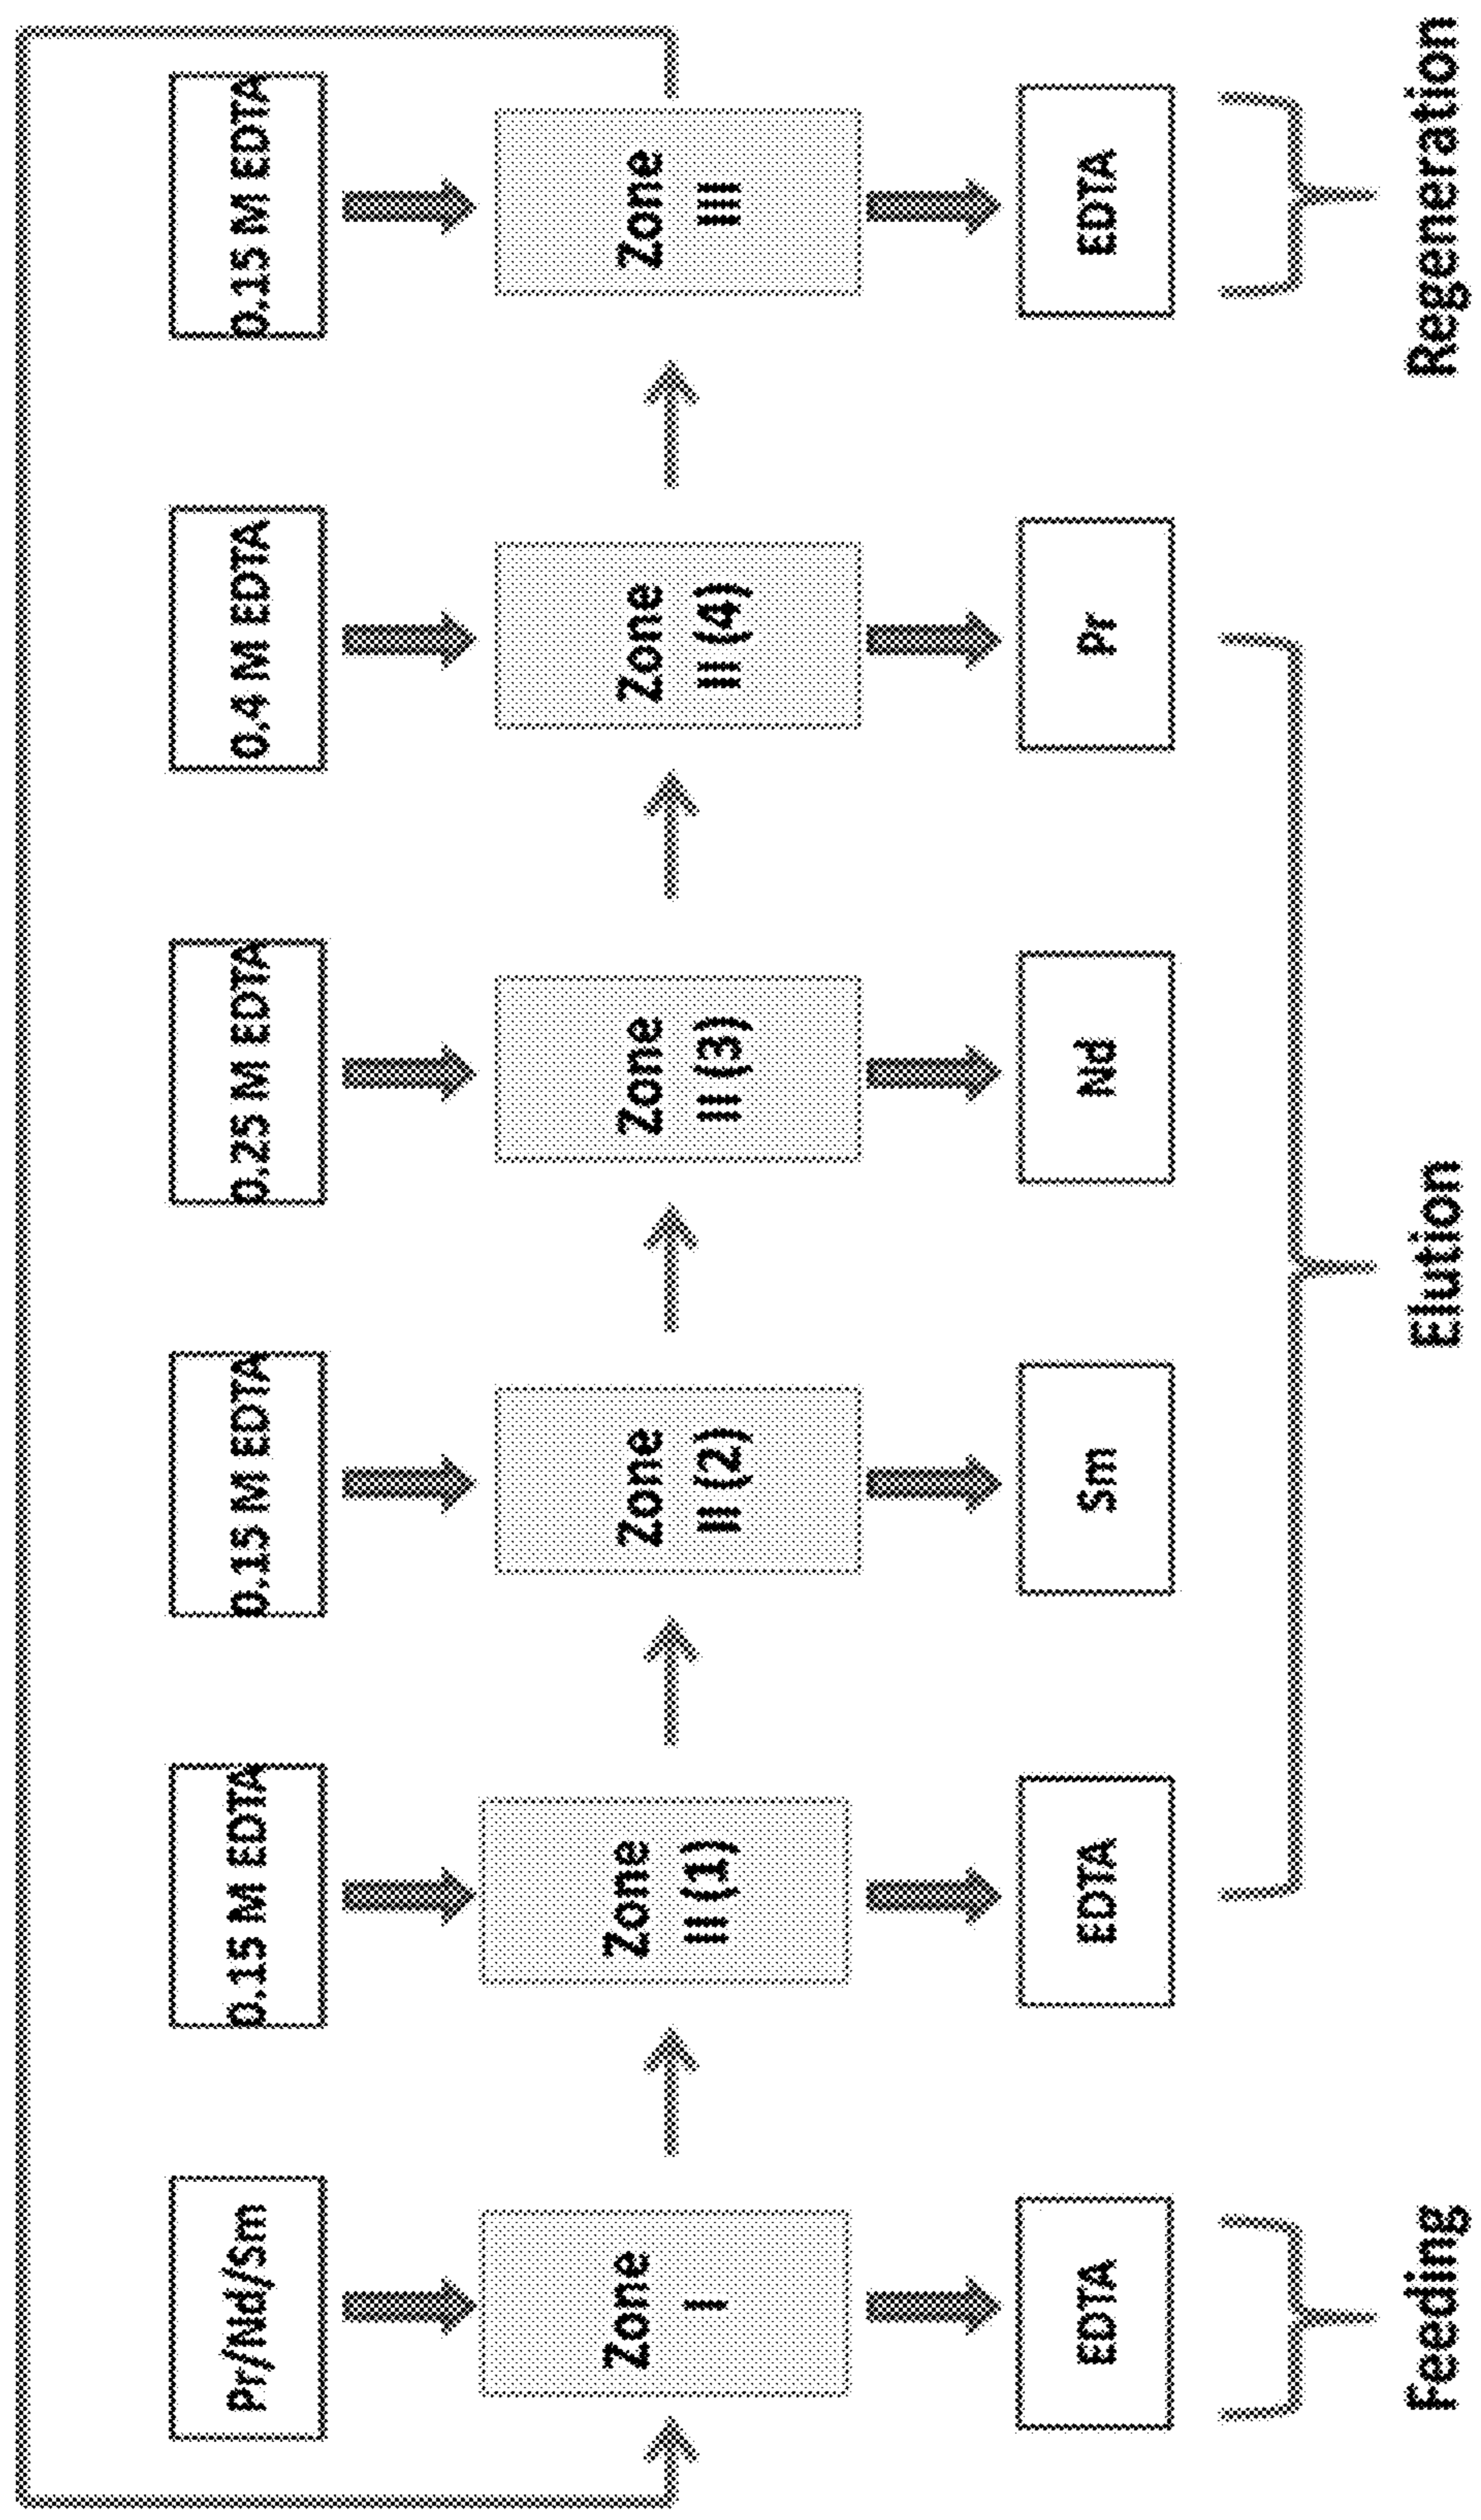 Pr/Nd/Sm
0.15 M EDTA
0.15 M EDTA
0.25 M EDTA
0.4 M EDTA
0.15 M EDTA
Zone
I
Zone
II (1)
Zone
II (2)
Zone
II (3)
Zone
II (4)
Zone
III
EDTA
EDTA
Sm
Nd
Pr
EDTA
Feeding
Elution
Regeneration